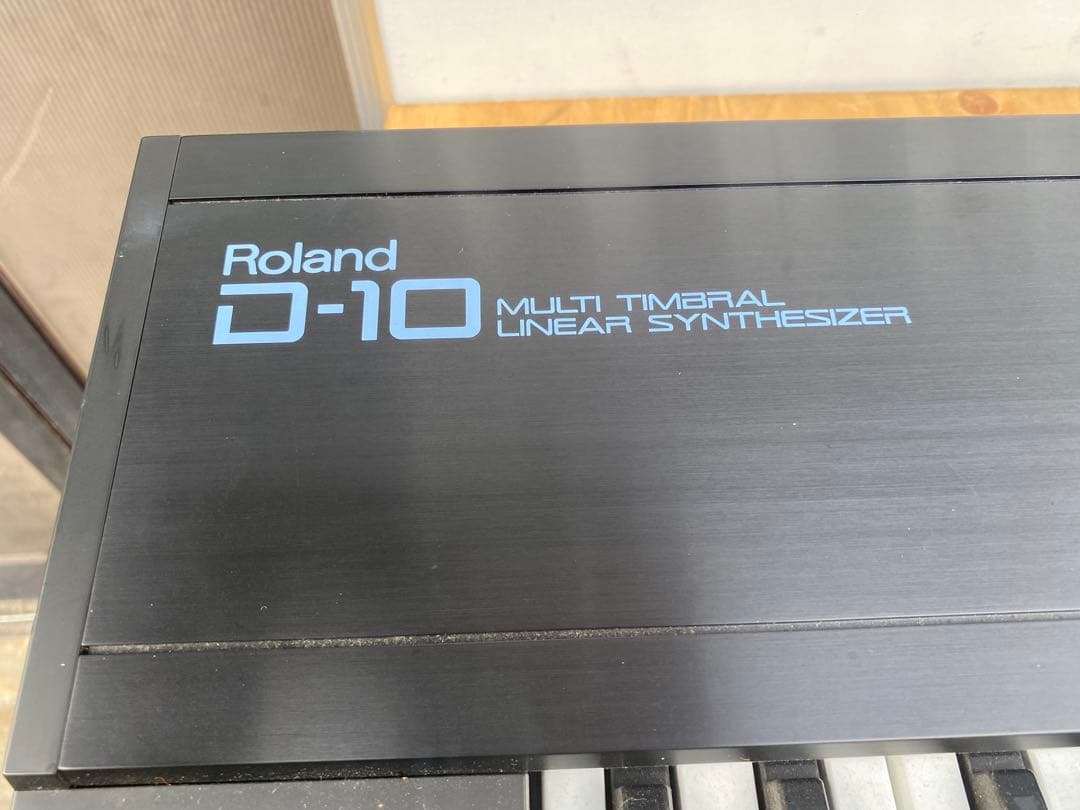 Roland
D-10
MULTI TIMBRAL
LINEAR SYNTHESIZER